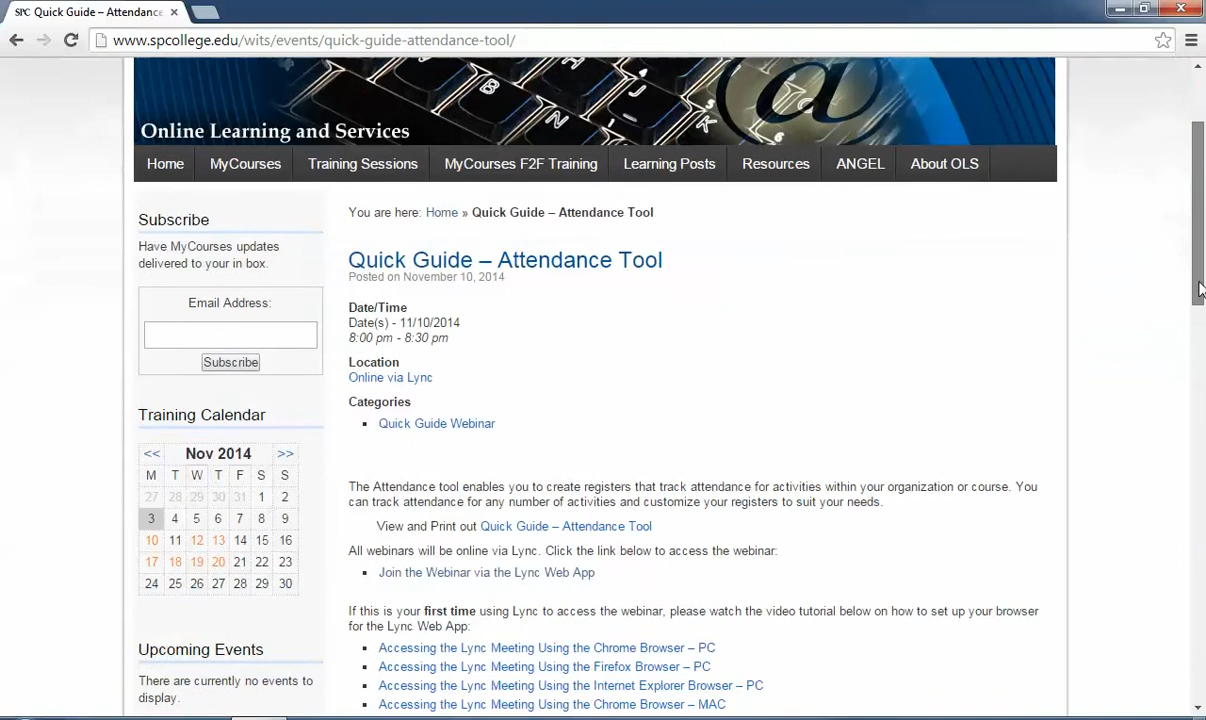 SPC Quick Guide – Attendance
www.spcollege.edu/wits/events/quick-guide-attendance-tool/
B
J
N
@
Online Learning and Services
Home MyCourses Training Sessions MyCourses F2F Training Learning Posts Resources ANGEL About OLS
Subscribe
Have MyCourses updates
delivered to your in box.
Email Address:
Subscribe
Training Calendar
<< Nov 2014 >>
M T W T F S S
27 28 29 30 31 1 2
3 4 5 6 7 8 9
10 11 12 13 14 15 16
17 18 19 20 21 22 23
24 25 26 27 28 29 30
Upcoming Events
There are currently no events to
display.
You are here: Home » Quick Guide – Attendance Tool
Quick Guide – Attendance Tool
Posted on November 10, 2014
Date/Time
Date(s) - 11/10/2014
8:00 pm - 8:30 pm
Location
Online via Lync
Categories
Quick Guide Webinar
The Attendance tool enables you to create registers that track attendance for activities within your organization or course. You
can track attendance for any number of activities and customize your registers to suit your needs.
View and Print out Quick Guide – Attendance Tool
All webinars will be online via Lync. Click the link below to access the webinar:
Join the Webinar via the Lync Web App
If this is your first time using Lync to access the webinar, please watch the video tutorial below on how to set up your browser
for the Lync Web App:
Accessing the Lync Meeting Using the Chrome Browser – PC
Accessing the Lync Meeting Using the Firefox Browser – PC
Accessing the Lync Meeting Using the Internet Explorer Browser – PC
Accessing the Lync Meeting Using the Chrome Browser – MAC